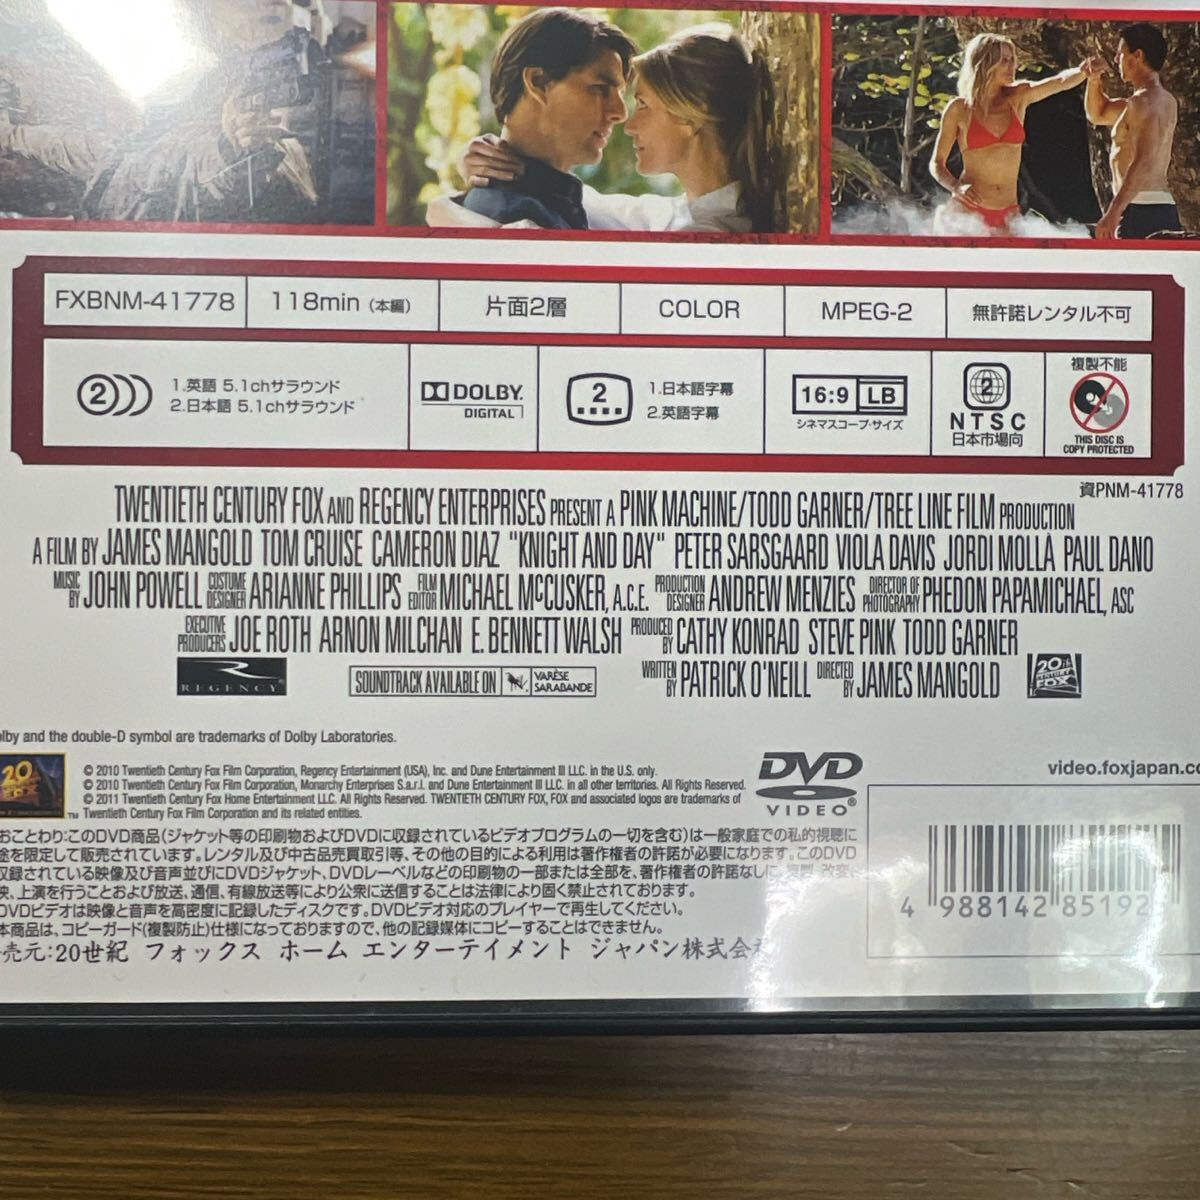 FXBNM-41778 118min (本編) 片面2層 COLOR MPEG-2 無許諾レンタル不可
2 1.英語 5.1chサラウンド
2.日本語 5.1chサラウンド
DOLBY
DIGITAL
2 1.日本語字幕
2.英語字幕
16:9 LB
シネマスコープ・サイズ
2
NTSC
日本市場向
複製不能
THIS DISC IS
COPY PROTECTED
資PNM-41778
TWENTIETH CENTURY FOX AND REGENCY ENTERPRISES PRESENT A PINK MACHINE/TODD GARNER/TREE LINE FILM PRODUCTION
A FILM BY JAMES MANGOLD TOM CRUISE CAMERON DIAZ "KNIGHT AND DAY" PETER SARSGAARD VIOLA DAVIS JORDI MOLLÀ PAUL DANO
MUSIC BY JOHN POWELL COSTUME DESIGNER ARIANNE PHILLIPS FILM EDITOR MICHAEL McCUSKER, A.C.E. PRODUCTION DESIGNER ANDREW MENZIES DIRECTOR OF PHOTOGRAPHY PHEDON PAPAMICHAEL, ASC
EXECUTIVE PRODUCERS JOE ROTH ARNON MILCHAN E. BENNETT WALSH PRODUCED BY CATHY KONRAD STEVE PINK TODD GARNER
REGENCY SOUNDTRACK AVAILABLE ON VARÈSE SARABANDE WRITTEN BY PATRICK O'NEILL DIRECTED BY JAMES MANGOLD 20th CENTURY FOX
lby and the double-D symbol are trademarks of Dolby Laboratories.
20 FOX
© 2010 Twentieth Century Fox Film Corporation, Regency Entertainment (USA), Inc. and Dune Entertainment III LLC. in the U.S. only.
© 2010 Twentieth Century Fox Film Corporation, Monarchy Enterprises S.a.r.l. and Dune Entertainment III LLC. in all other territories. All Rights Reserved.
© 2011 Twentieth Century Fox Home Entertainment LLC. All Rights Reserved. TWENTIETH CENTURY FOX, FOX and associated logos are trademarks of
™ Twentieth Century Fox Film Corporation and its related entities.
DVD
VIDEO®
video.foxjapan.co
おことわり:このDVD商品(ジャケット等の印刷物およびDVDに収録されているビデオプログラムの一切を含む)は一般家庭での私的視聴に
途を限定して販売されています。レンタル及び中古品売買取引等、その他の目的による利用は著作権者の許諾が必要になります。このDVD
収録されている映像及び音声並びにDVDジャケット、DVDレーベルなどの印刷物の一部または全部を、著作権者の許諾なしに、複製、改変、
映、上演を行うことおよび放送、通信、有線放送等により公衆に送信することは法律により固く禁止されております。
DVDビデオは映像と音声を高密度に記録したディスクです。DVDビデオ対応のプレイヤーで再生してください。
本商品は、コピーガード(複製防止)仕様になっておりますので、他の記録媒体にコピーすることはできません。
売元:20世紀 フォックス ホーム エンターテイメント ジャパン株式会
4 988142 85192